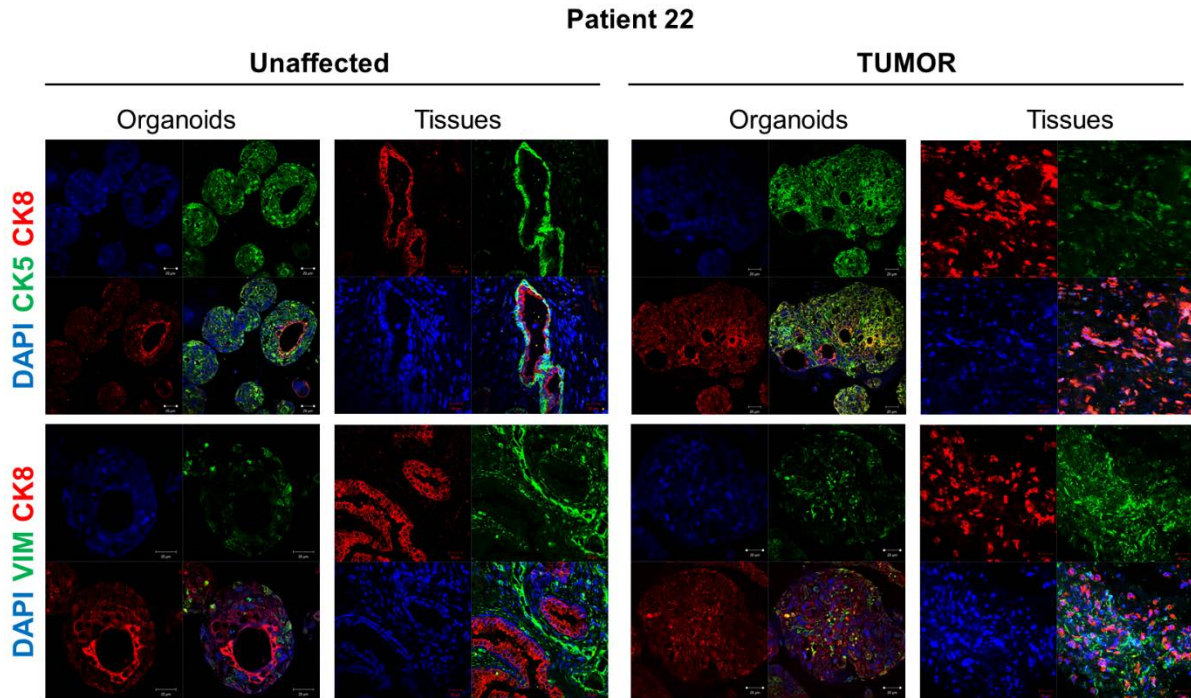 Patient 22
Unaffected
TUMOR
Organoids
Tissues
Organoids
Tissues
DAPI CK5 CK8
DAPI VIM CK8